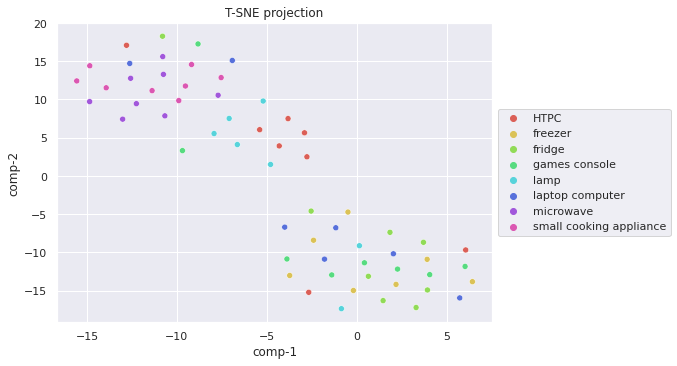 T-SNE projection
comp-2
20
15
10
5
0
−5
−10
−15
−15
−10
−5
0
5
comp-1
HTPC
freezer
fridge
games console
lamp
laptop computer
microwave
small cooking appliance